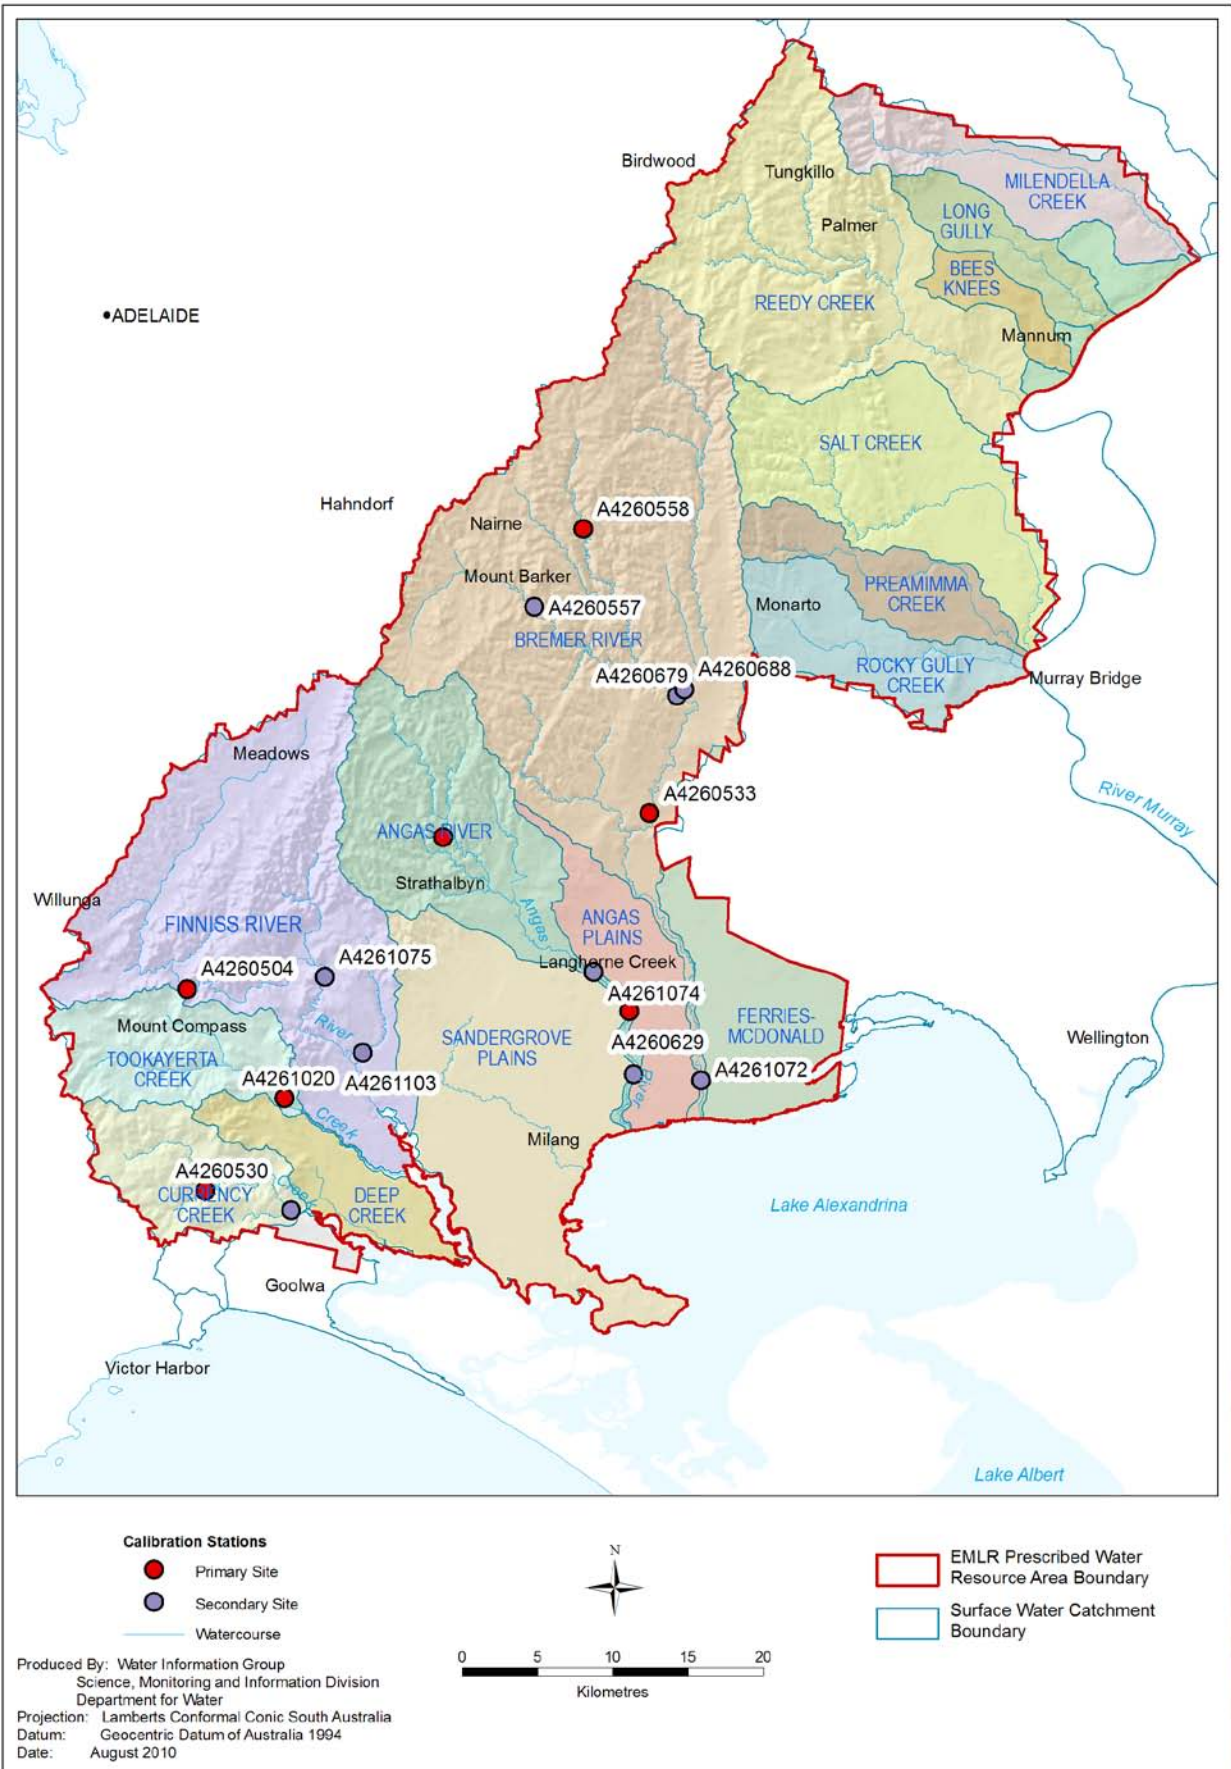 Birdwood
Tungkillo
MILENDELLA
CREEK
LONG
GULLY
Palmer
BEES
KNEES
REEDY CREEK
•ADELAIDE
Mannum
SALT CREEK
Hahndorf
A4260558
Nairne
Mount Barker
PREAMIMMA
CREEK
Monarto
A4260557
BREMER RIVER
A4260679
A4260688
ROCKY GULLY
CREEK
Murray Bridge
Meadows
A4260533
River Murray
ANGAS RIVER
Strathalbyn
Willunga
Angas
FINNISS RIVER
ANGAS
PLAINS
A4261075
Langhorne Creek
A4260504
A4261074
Mount Compass
River
SANDERGROVE
PLAINS
FERRIES-
MCDONALD
Wellington
TOOKAYERTA
CREEK
A4260629
A4261020
A4261103
River
A4261072
Creek
Milang
A4260530
CURRENCY
CREEK
Creek
DEEP
CREEK
Lake Alexandrina
Goolwa
Victor Harbor
Lake Albert
Calibration Stations
Primary Site
Secondary Site
Watercourse
N
0 5 10 15 20
Kilometres
EMLR Prescribed Water
Resource Area Boundary
Surface Water Catchment
Boundary
Produced By: Water Information Group
Science, Monitoring and Information Division
Department for Water
Projection: Lamberts Conformal Conic South Australia
Datum: Geocentric Datum of Australia 1994
Date: August 2010